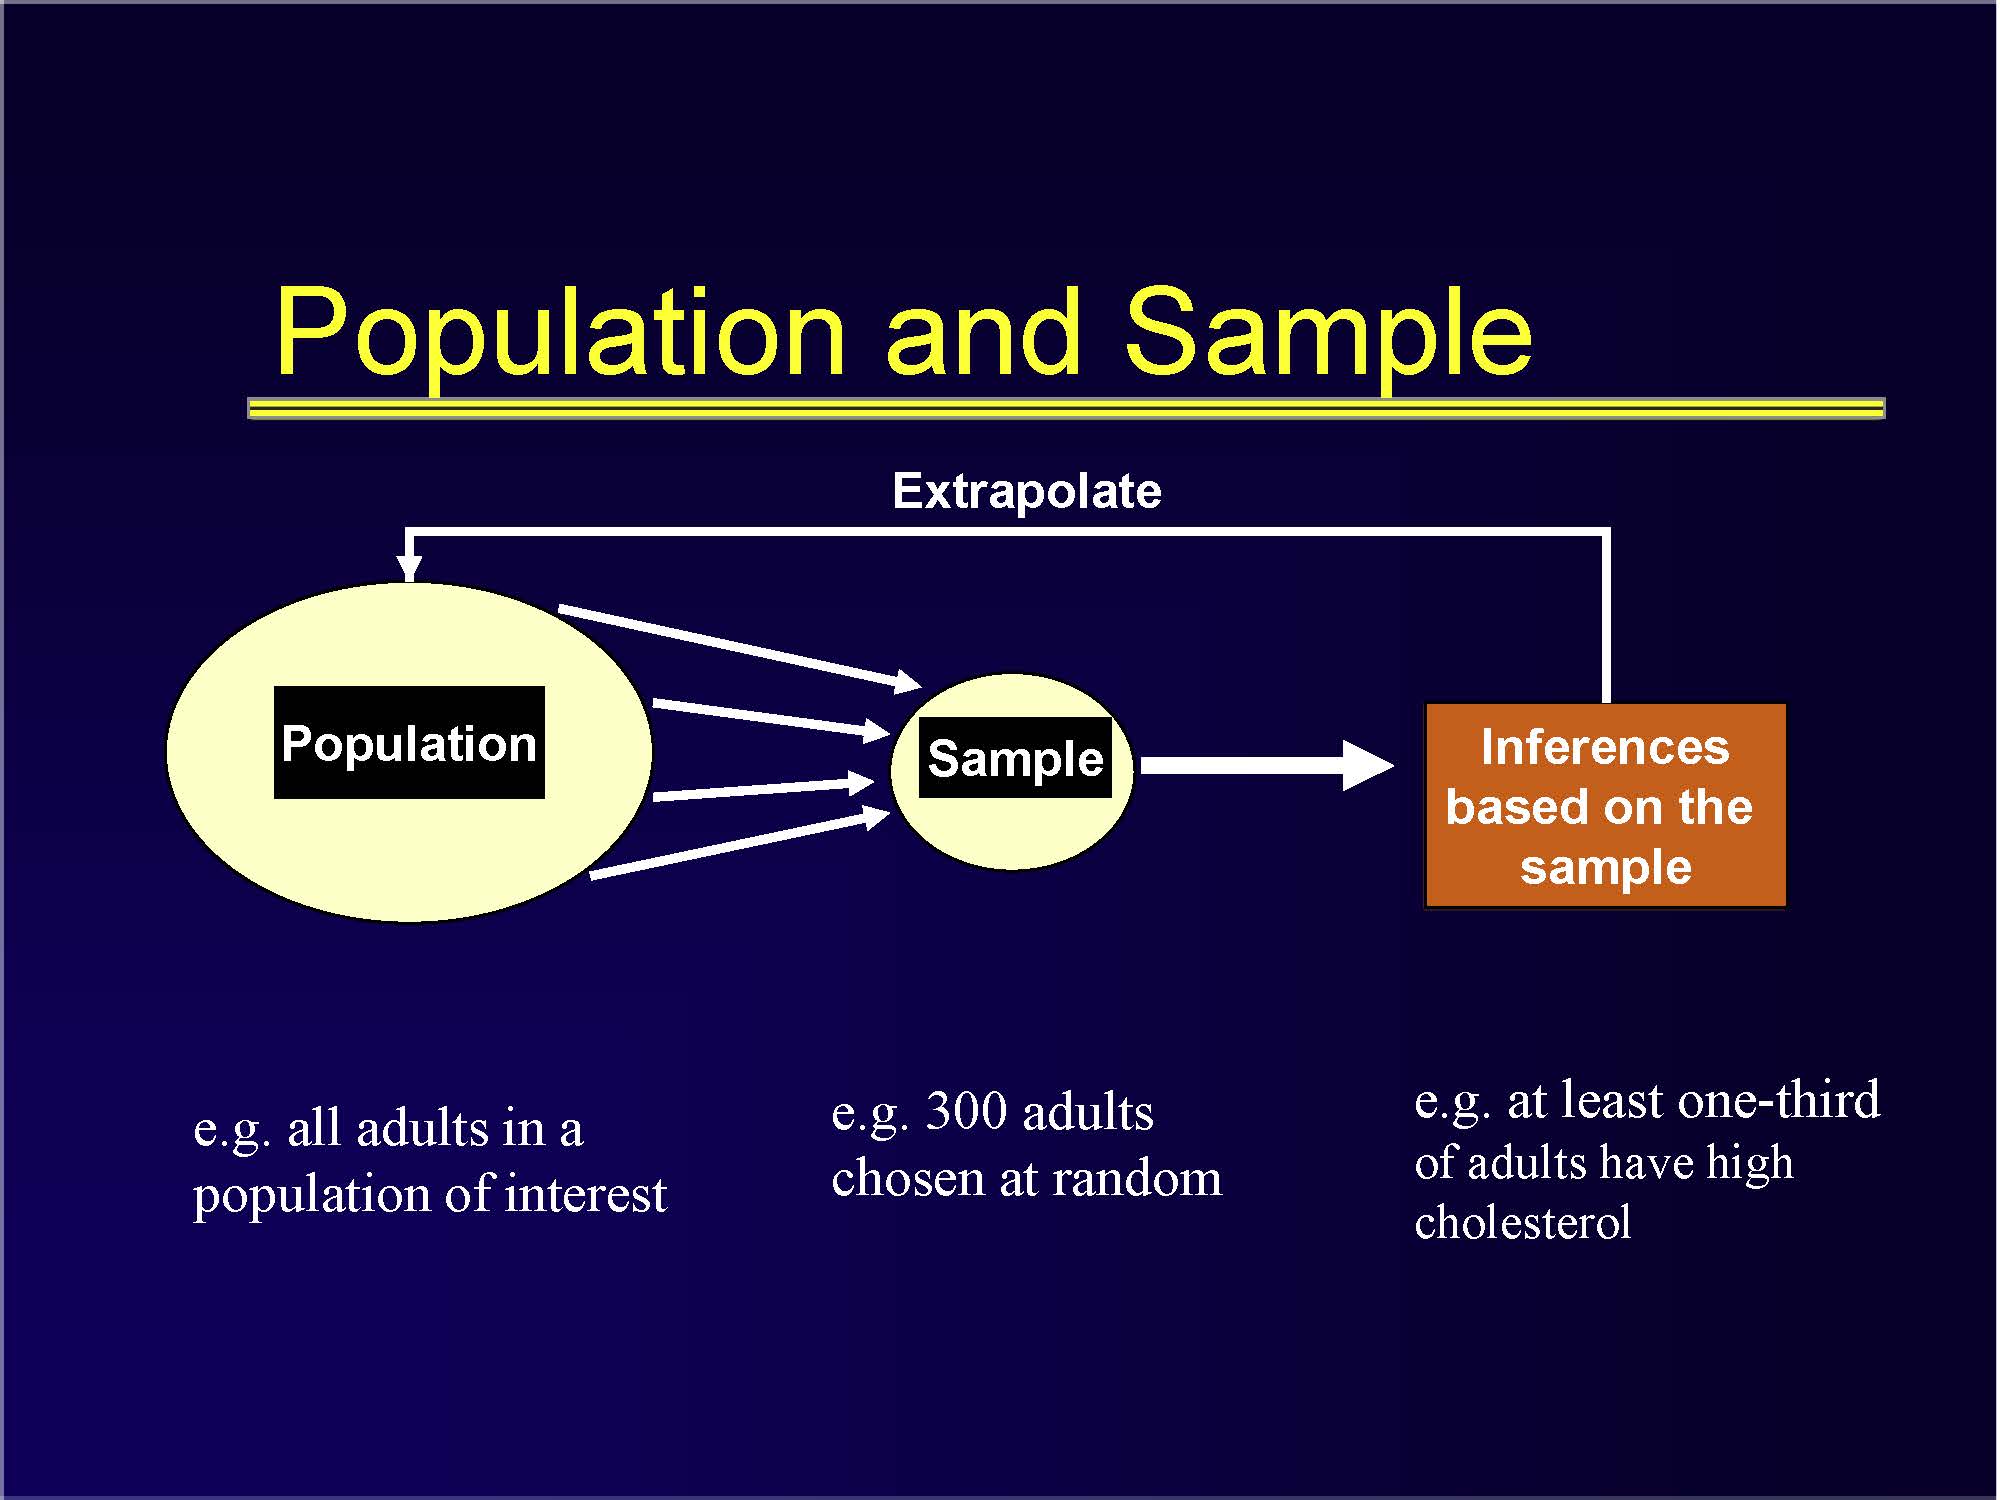 Population and Sample
Extrapolate
Population
Sample
Inferences
based on the
sample
e.g. all adults in a
population of interest
e.g. 300 adults
chosen at random
e.g. at least one-third
of adults have high
cholesterol